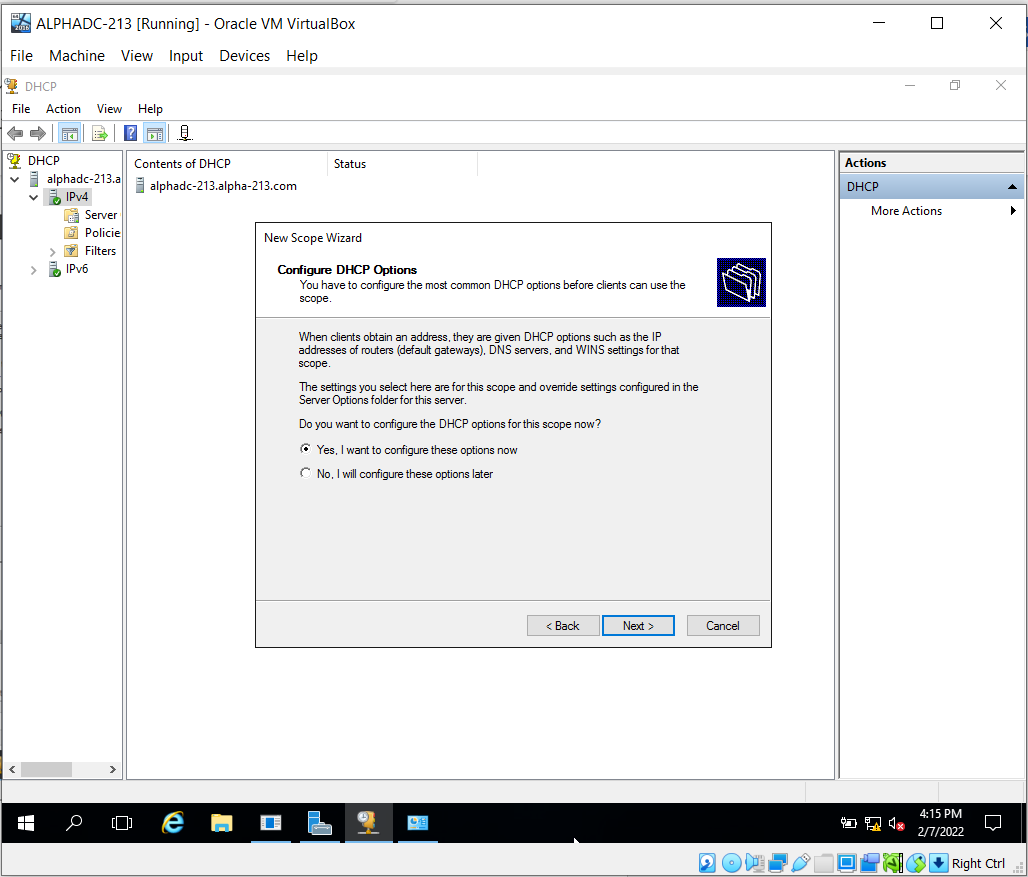 ALPHADC-213 [Running] - Oracle VM VirtualBox
File Machine View Input Devices Help
DHCP
File Action View Help
DHCP
alphadc-213.a
IPv4
Server
Policie
Filters
IPv6
Contents of DHCP Status
alphadc-213.alpha-213.com
Actions
DHCP
More Actions
New Scope Wizard
Configure DHCP Options
You have to configure the most common DHCP options before clients can use the
scope.
When clients obtain an address, they are given DHCP options such as the IP
addresses of routers (default gateways), DNS servers, and WINS settings for that
scope.
The settings you select here are for this scope and override settings configured in the
Server Options folder for this server.
Do you want to configure the DHCP options for this scope now?
Yes, I want to configure these options now
No, I will configure these options later
< Back Next > Cancel
4:15 PM
2/7/2022
Right Ctrl